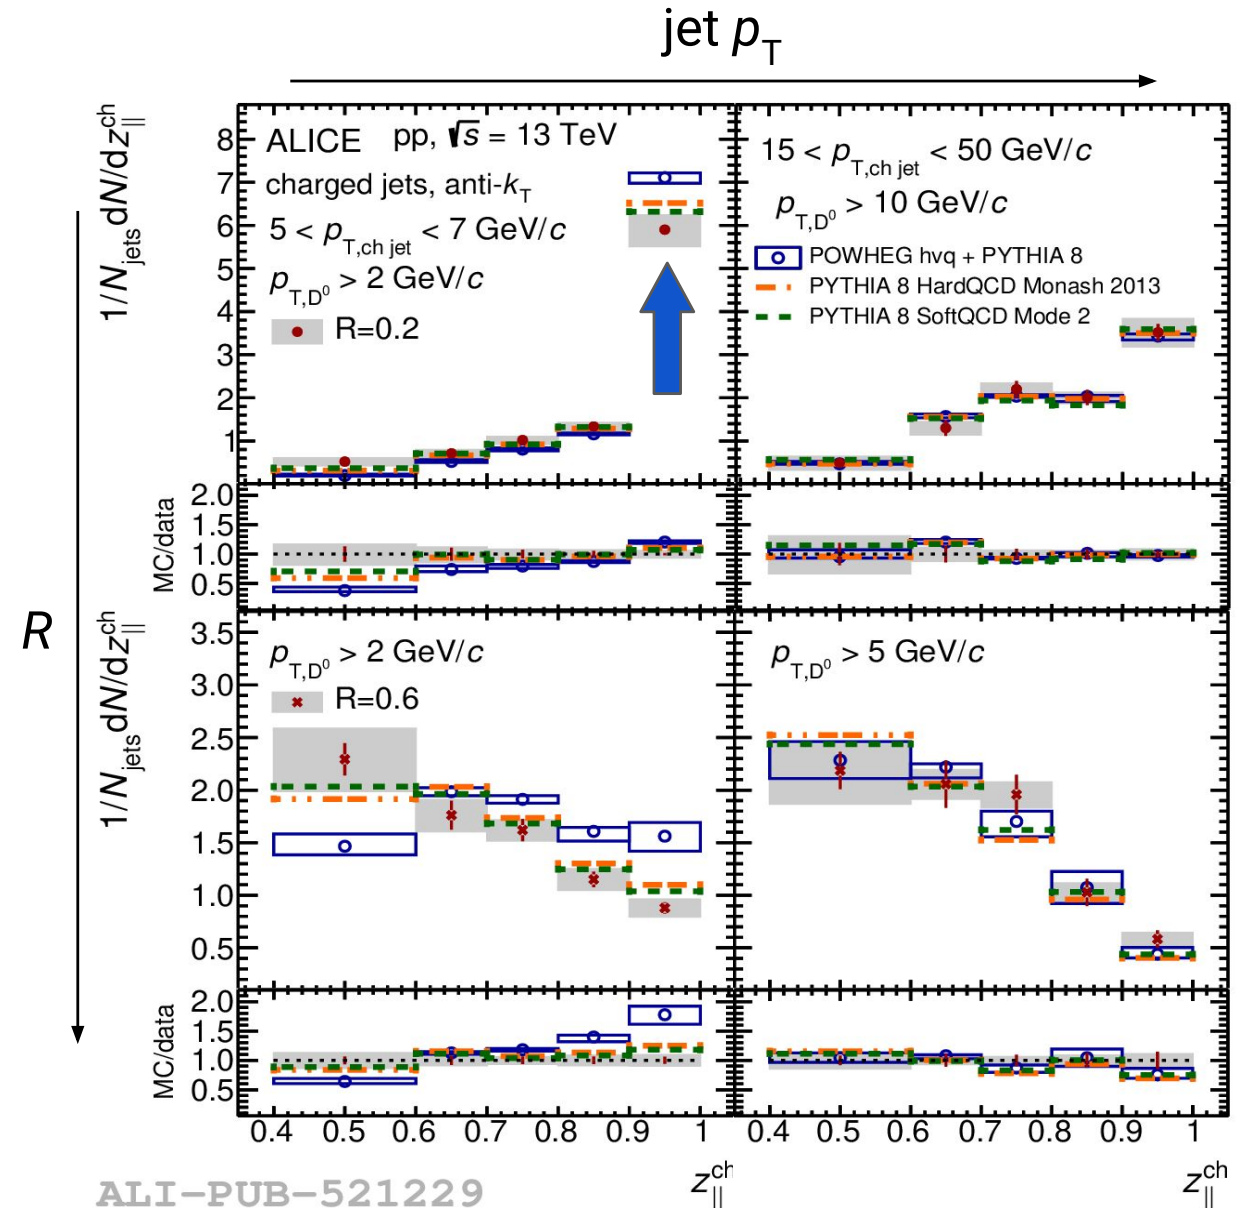 jet pT
R
1/Njets dN/dz||ch
8
7
6
5
4
3
2
1
ALICE pp, √s = 13 TeV
charged jets, anti-kT
5 < pT,ch jet < 7 GeV/c
pT,D0 > 2 GeV/c
R=0.2
15 < pT,ch jet < 50 GeV/c
pT,D0 > 10 GeV/c
POWHEG hvq + PYTHIA 8
PYTHIA 8 HardQCD Monash 2013
PYTHIA 8 SoftQCD Mode 2
MC/data
2.0
1.5
1.0
0.5
1/Njets dN/dz||ch
3.5
3.0
2.5
2.0
1.5
1.0
0.5
pT,D0 > 2 GeV/c
R=0.6
pT,D0 > 5 GeV/c
MC/data
2.0
1.5
1.0
0.5
0.4 0.5 0.6 0.7 0.8 0.9 1
0.4 0.5 0.6 0.7 0.8 0.9 1
z||ch
z||ch
ALI-PUB-521229